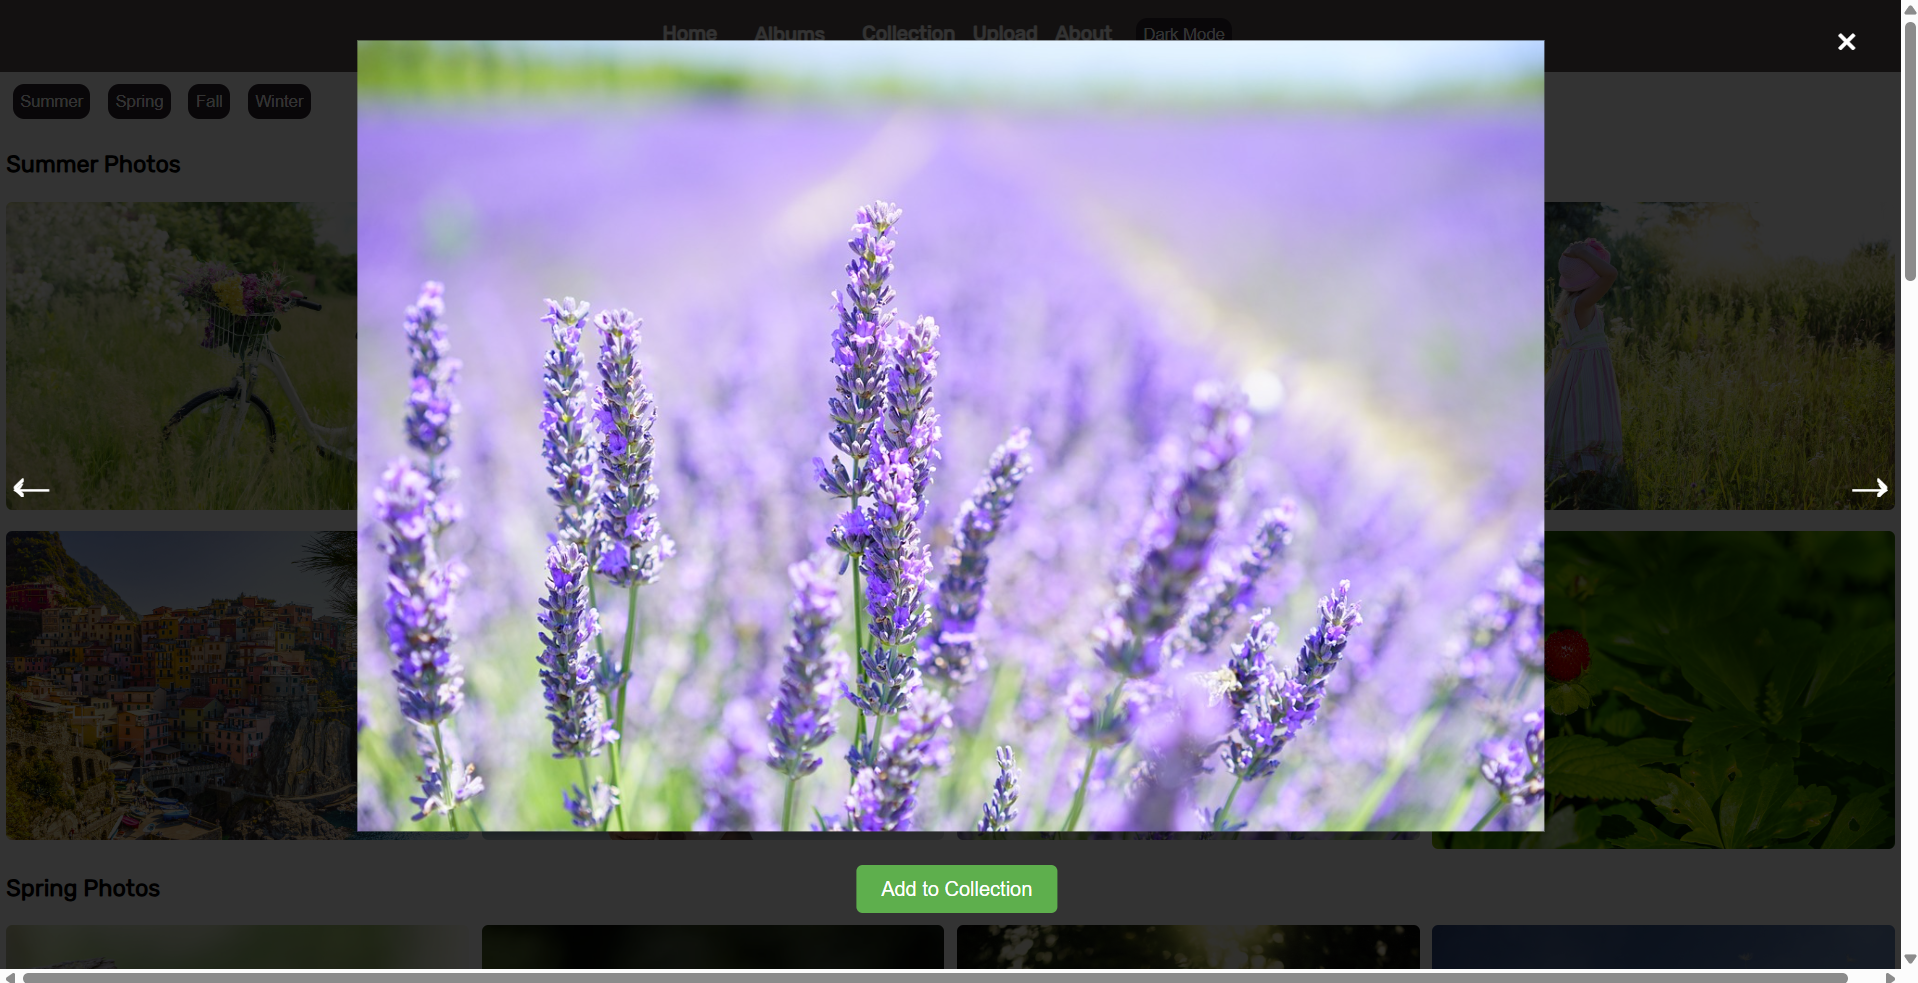 Home Albums Collection Upload About Dark Mode
×
Summer Spring Fall Winter
Summer Photos
← →
Add to Collection
Spring Photos